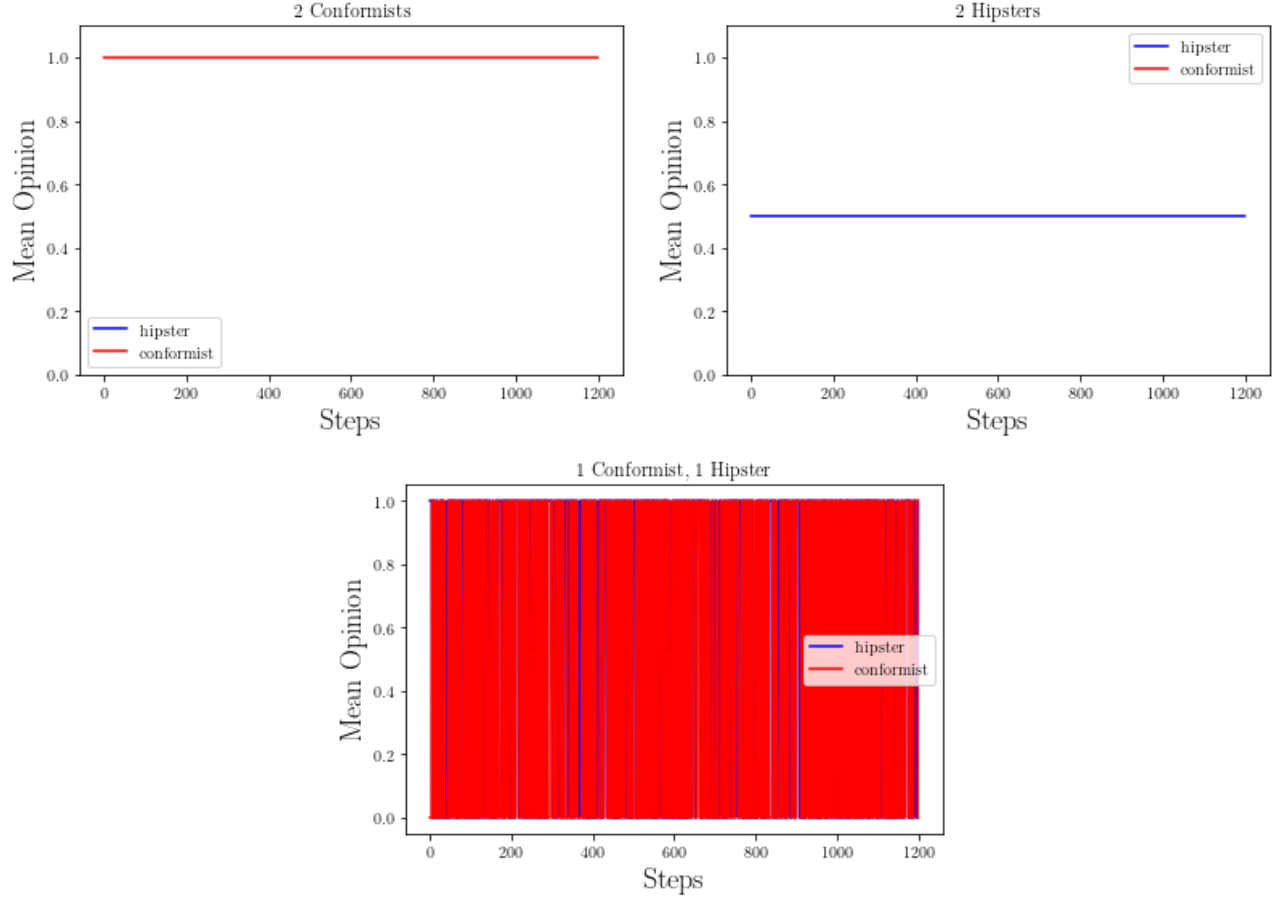 2 Conformists
Mean Opinion
1.0
0.8
0.6
0.4
0.2
0.0
hipster
conformist
0 200 400 600 800 1000 1200
Steps
2 Hipsters
Mean Opinion
1.0
0.8
0.6
0.4
0.2
0.0
hipster
conformist
0 200 400 600 800 1000 1200
Steps
1 Conformist, 1 Hipster
Mean Opinion
1.0
0.8
0.6
0.4
0.2
0.0
hipster
conformist
0 200 400 600 800 1000 1200
Steps